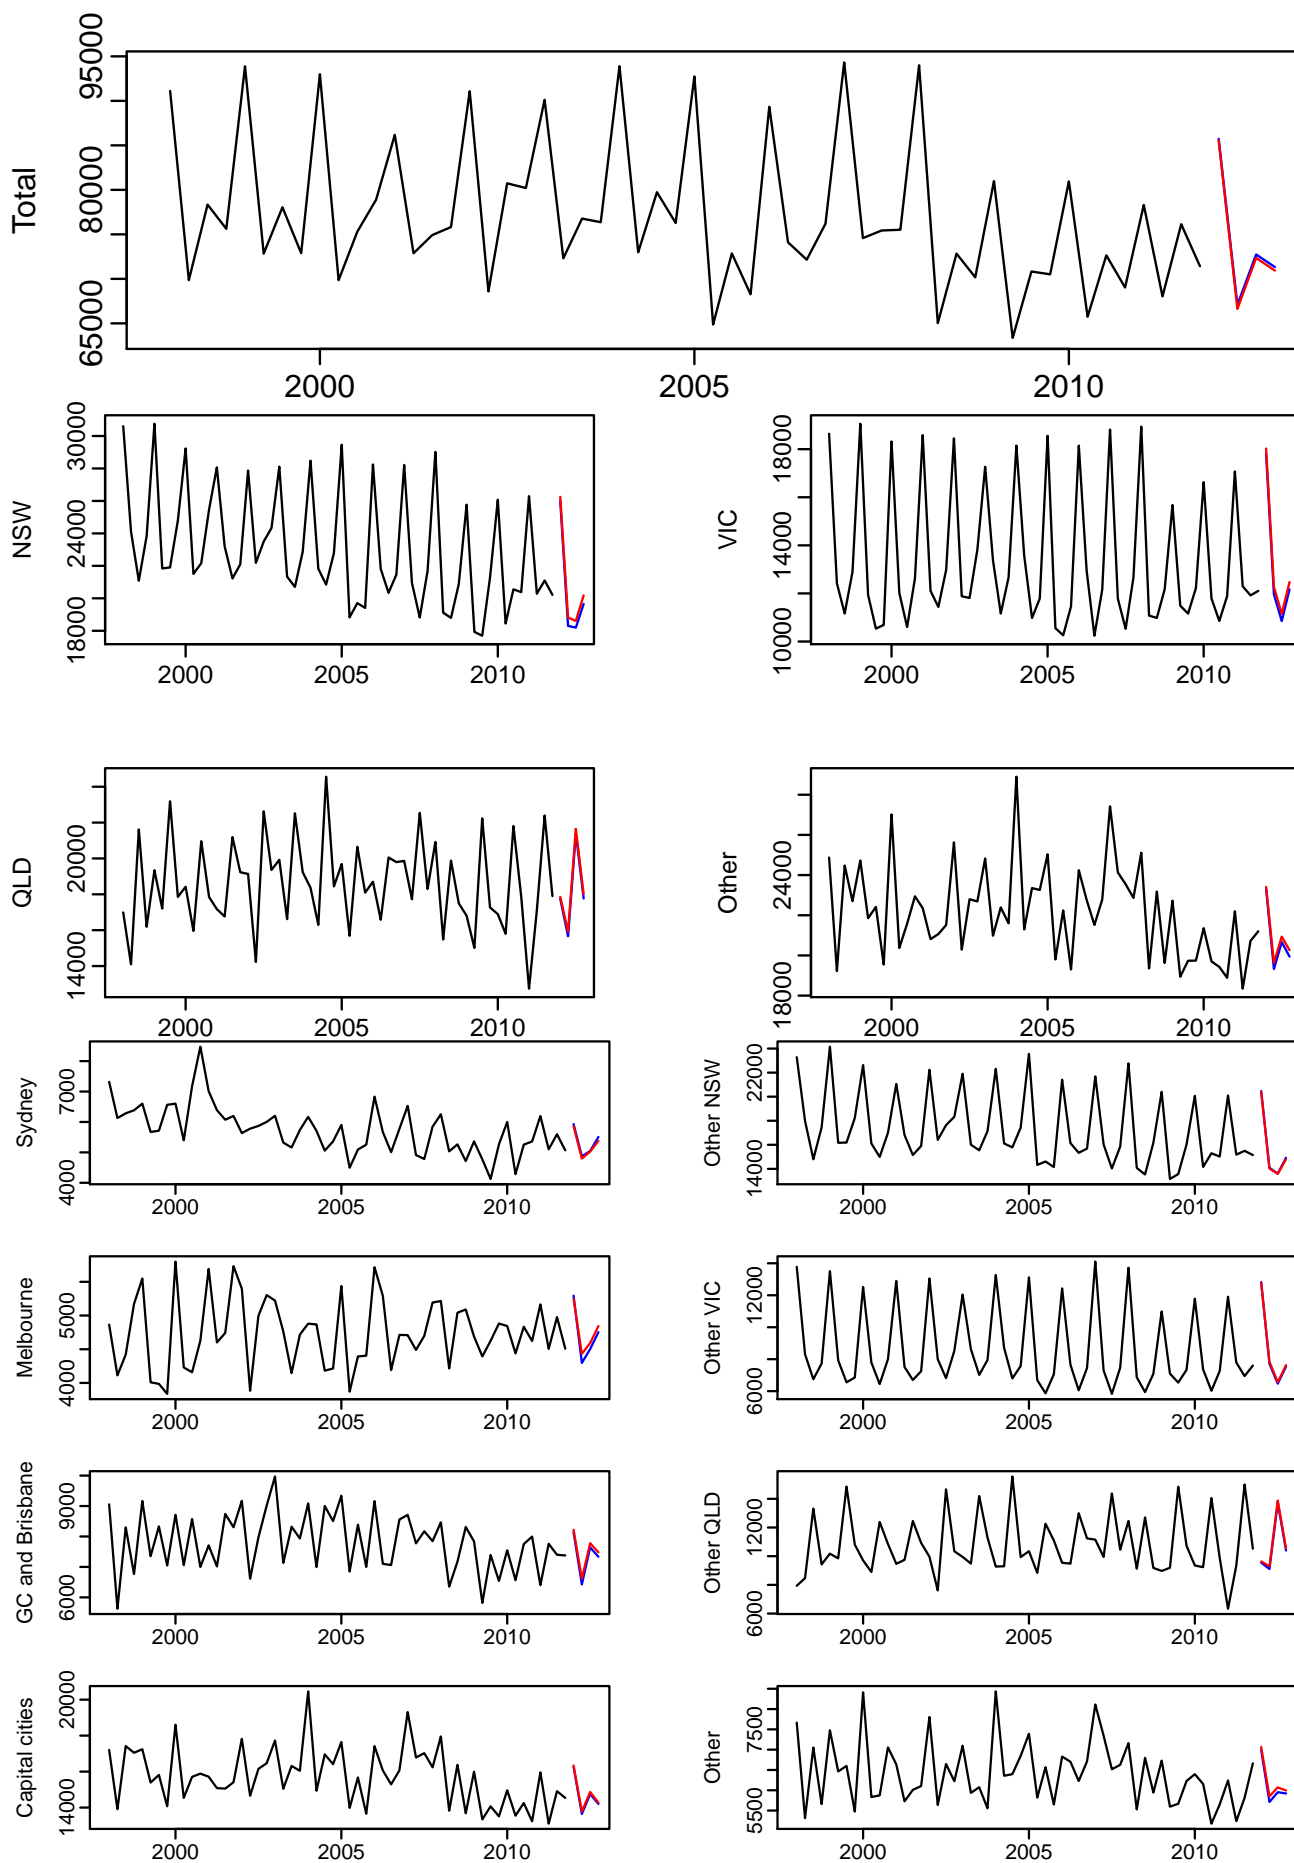 Total
65000 80000 95000
2000 2005 2010
NSW
18000 24000 30000
2000 2005 2010
VIC
10000 14000 18000
2000 2005 2010
QLD
14000 20000
2000 2005 2010
Other
18000 24000
2000 2005 2010
Sydney
4000 7000
2000 2005 2010
Other NSW
14000 22000
2000 2005 2010
Melbourne
4000 5000
2000 2005 2010
Other VIC
6000 12000
2000 2005 2010
GC and Brisbane
6000 9000
2000 2005 2010
Other QLD
6000 12000
2000 2005 2010
Capital cities
14000 20000
2000 2005 2010
Other
5500 7500
2000 2005 2010